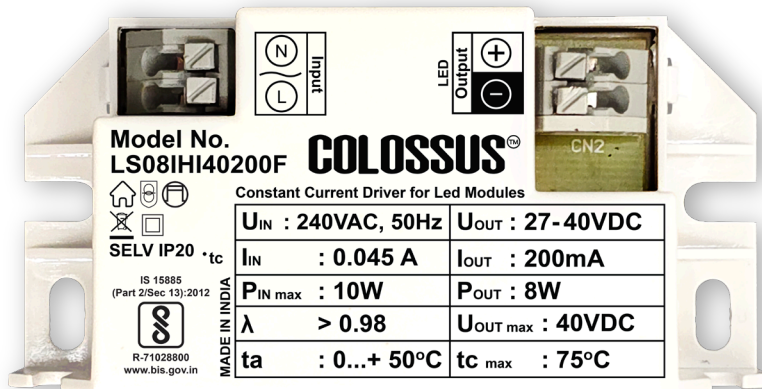 N
L
Input
LED
Output
+
−
CN2
Model No.
LS08IHI40200F
COLOSSUS™
Constant Current Driver for Led Modules
SELV IP20 •tc
IS 15885
(Part 2/Sec 13):2012
R-71028800
www.bis.gov.in
MADE IN INDIA
UIN : 240VAC, 50Hz UOUT : 27-40VDC
IIN : 0.045 A IOUT : 200mA
PIN max : 10W POUT : 8W
λ > 0.98 UOUT max : 40VDC
ta : 0...+ 50°C tc max : 75°C